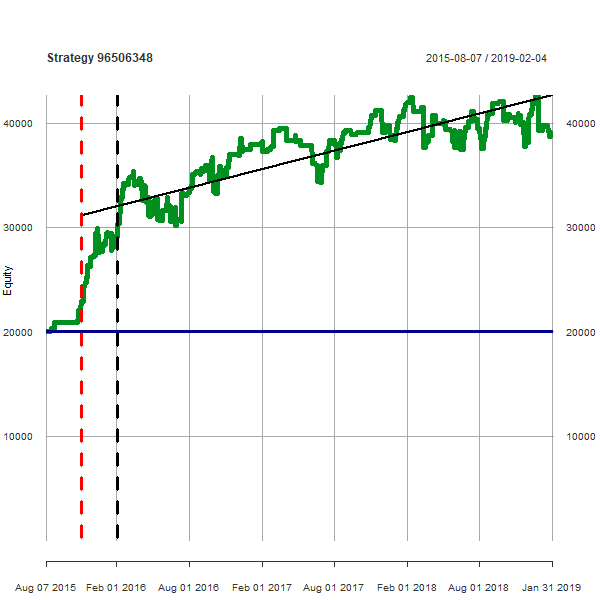 Strategy 96506348 2015-08-07 / 2019-02-04
40000 40000
30000 30000
Equity
20000 20000
10000 10000
Aug 07 2015 Feb 01 2016 Aug 01 2016 Feb 01 2017 Aug 01 2017 Feb 01 2018 Aug 01 2018 Jan 31 2019